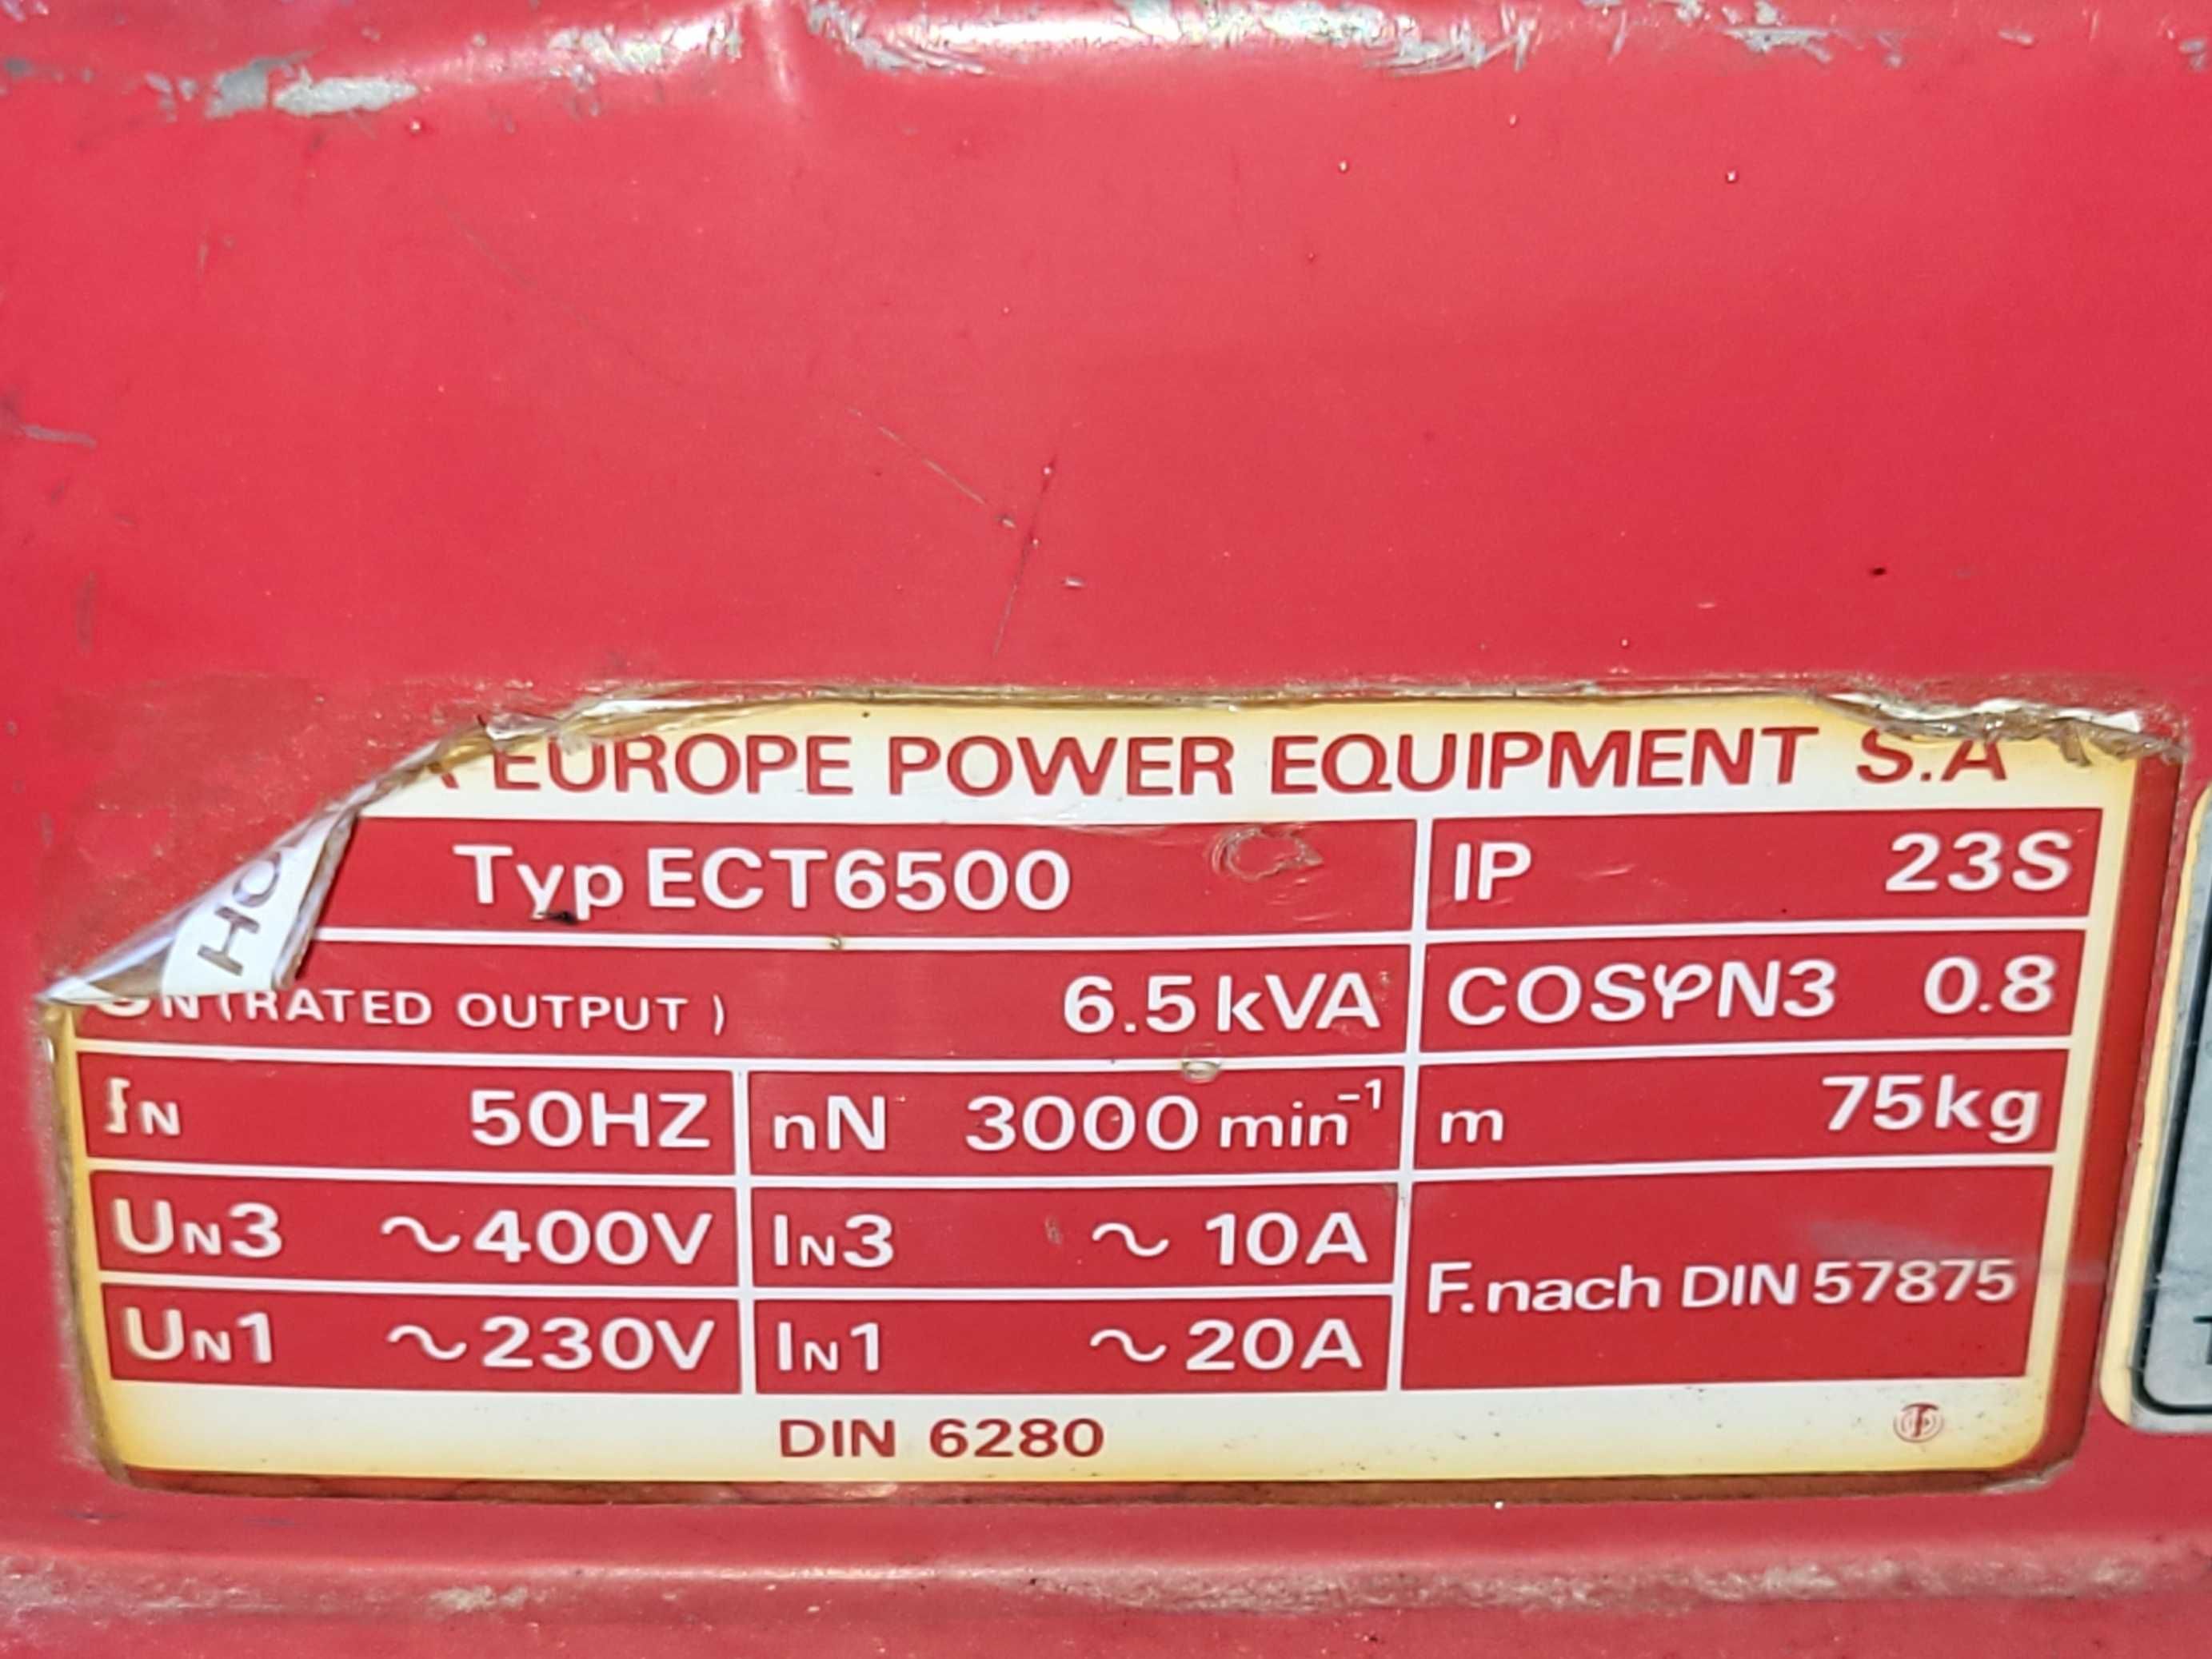 EUROPE POWER EQUIPMENT S.A
HO
Typ ECT6500 IP 23S
(RATED OUTPUT) 6.5 kVA COSφN3 0.8
fN 50HZ nN 3000 min⁻¹ m 75kg
UN3 ~400V IN3 ~ 10A
UN1 ~230V IN1 ~20A
F. nach DIN 57875
DIN 6280